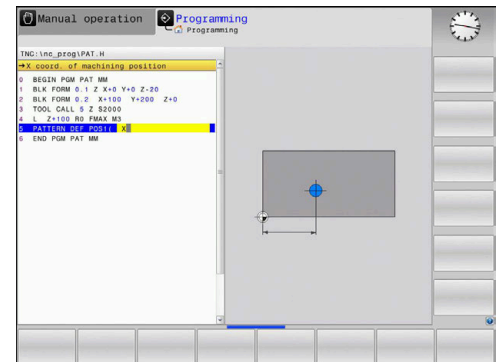 Manual operation
Programming
Programming
TNC:\nc_prog\PAT.H
→X coord. of machining position
0 BEGIN PGM PAT MM
1 BLK FORM 0.1 Z X+0 Y+0 Z-20
2 BLK FORM 0.2 X+100 Y+200 Z+0
3 TOOL CALL 5 Z S2000
4 L Z+100 R0 FMAX M3
5 PATTERN DEF POS1( X
6 END PGM PAT MM